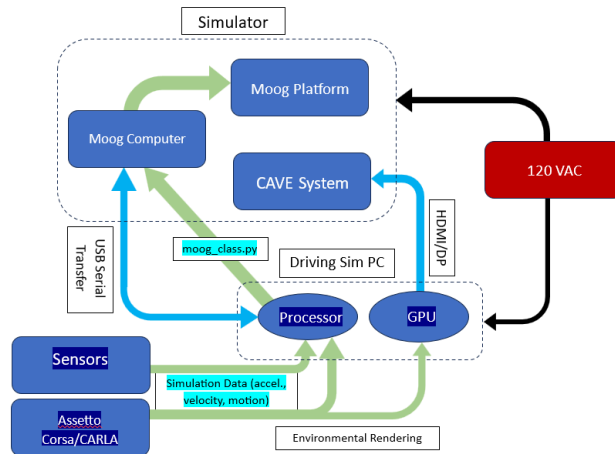 Simulator
Moog Platform
Moog Computer
CAVE System
120 VAC
HDMI/DP
USB Serial
Transfer
moog_class.py
Driving Sim PC
Processor
GPU
Sensors
Simulation Data (accel.,
velocity, motion)
Assetto
Corsa/CARLA
Environmental Rendering